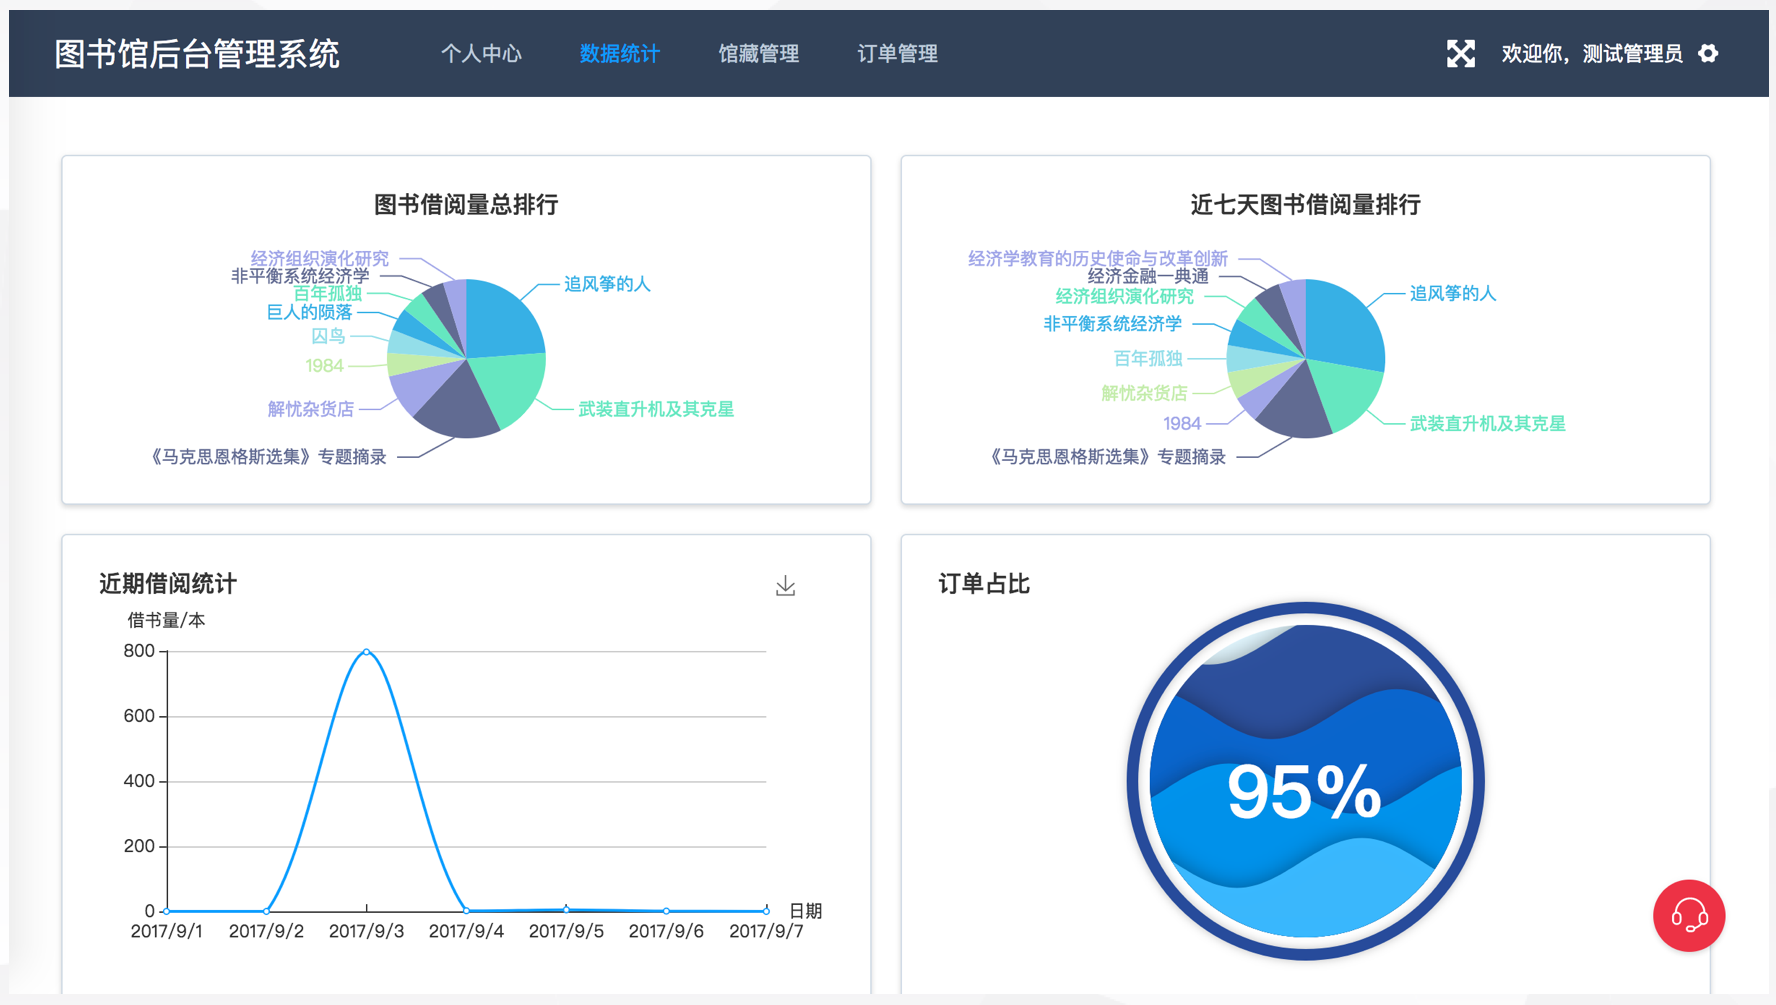 图书馆后台管理系统
个人中心
数据统计
馆藏管理
订单管理
欢迎你，测试管理员
图书借阅量总排行
经济组织演化研究
非平衡系统经济学
百年孤独
巨人的陨落
囚鸟
1984
解忧杂货店
《马克思恩格斯选集》专题摘录
追风筝的人
武装直升机及其克星
近七天图书借阅量排行
经济学教育的历史使命与改革创新
经济金融一典通
经济组织演化研究
非平衡系统经济学
百年孤独
解忧杂货店
1984
《马克思恩格斯选集》专题摘录
追风筝的人
武装直升机及其克星
近期借阅统计
借书量/本
800
600
400
200
0
日期
2017/9/1
2017/9/2
2017/9/3
2017/9/4
2017/9/5
2017/9/6
2017/9/7
订单占比
95%